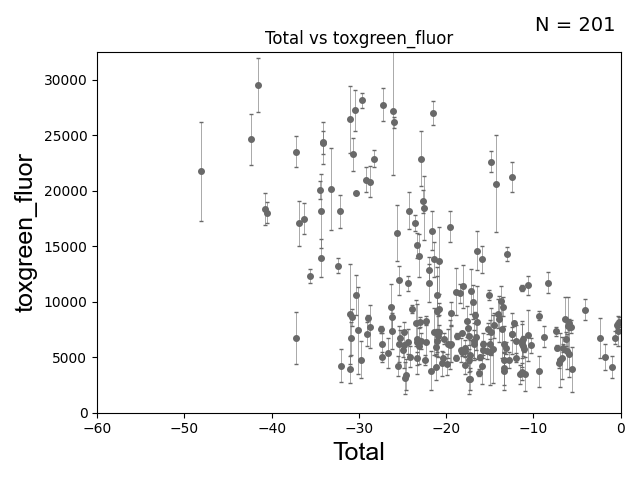 N = 201
Total vs toxgreen_fluor
30000
25000
20000
15000
10000
5000
0
toxgreen_fluor
−60 −50 −40 −30 −20 −10 0
Total